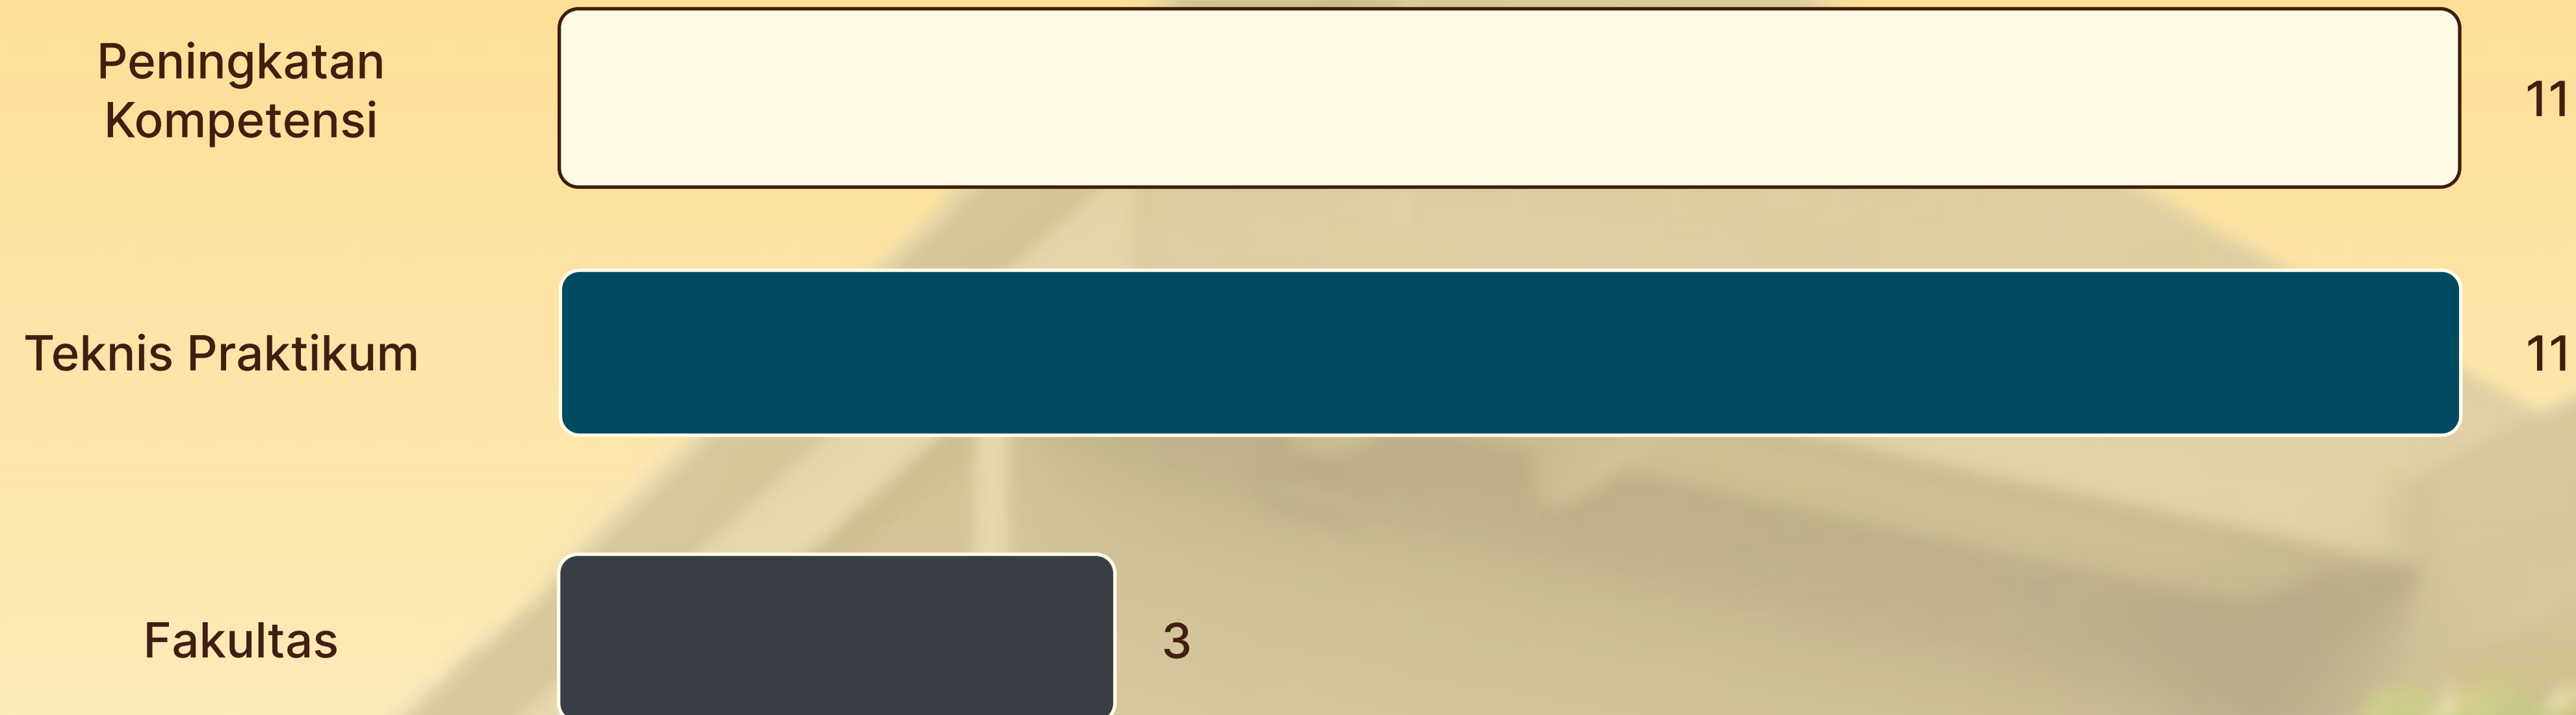 Peningkatan
Kompetensi
11
Teknis Praktikum
11
Fakultas
3